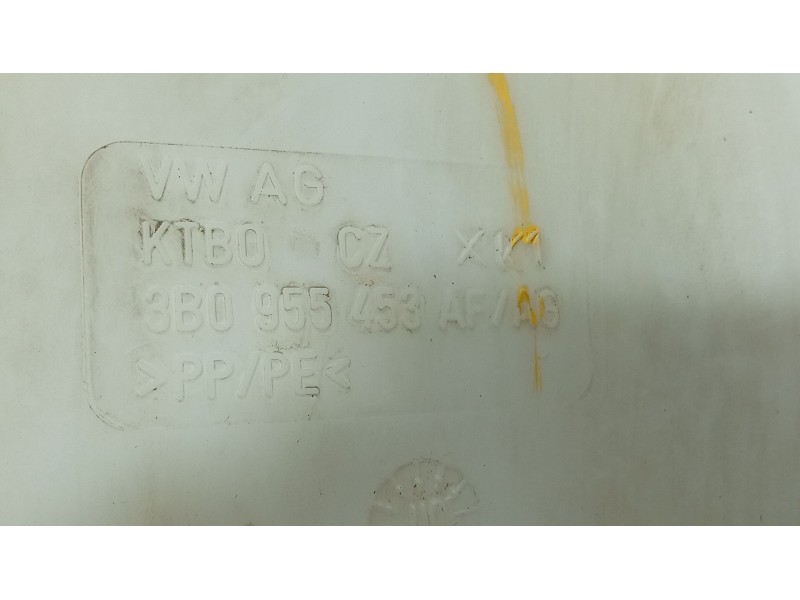 VW AG
KTBO CZ
3B0 955 453 AF/AG
>PP/PE<